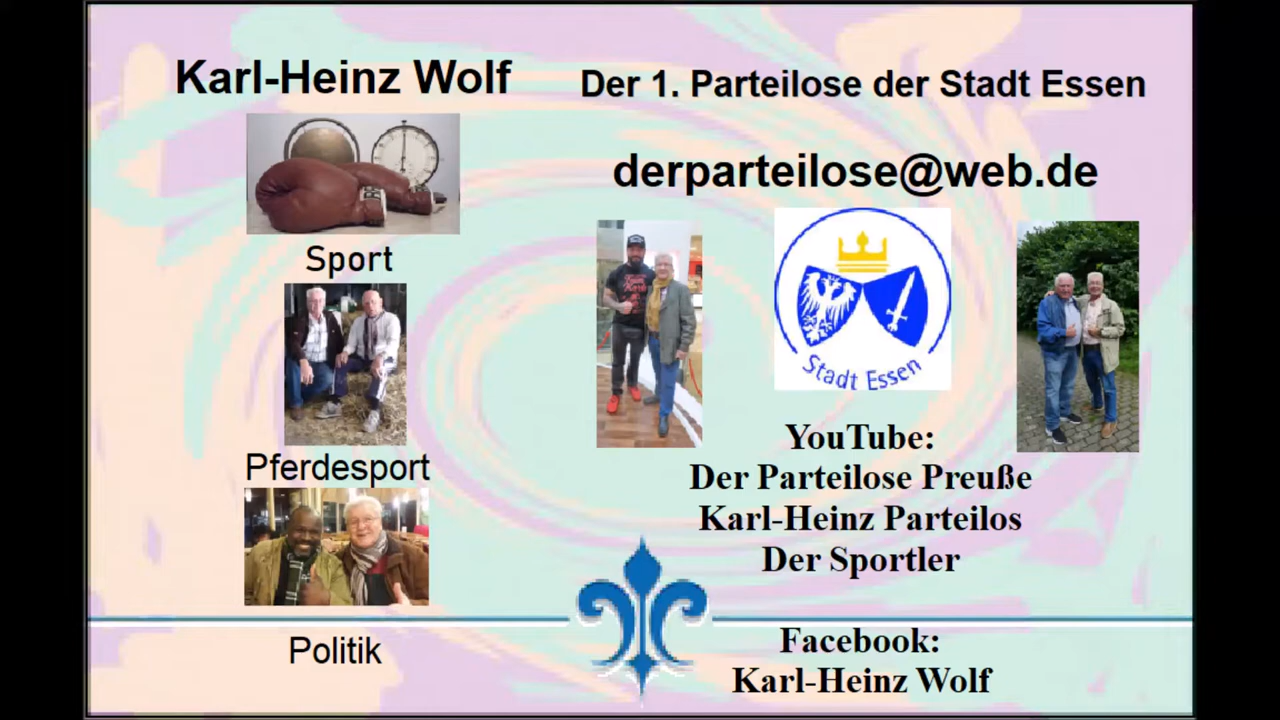 Karl-Heinz Wolf
Der 1. Parteilose der Stadt Essen
derparteilose@web.de
Sport
Stadt Essen
Pferdesport
YouTube:
Der Parteilose Preuße
Karl-Heinz Parteilos
Der Sportler
Politik
Facebook:
Karl-Heinz Wolf